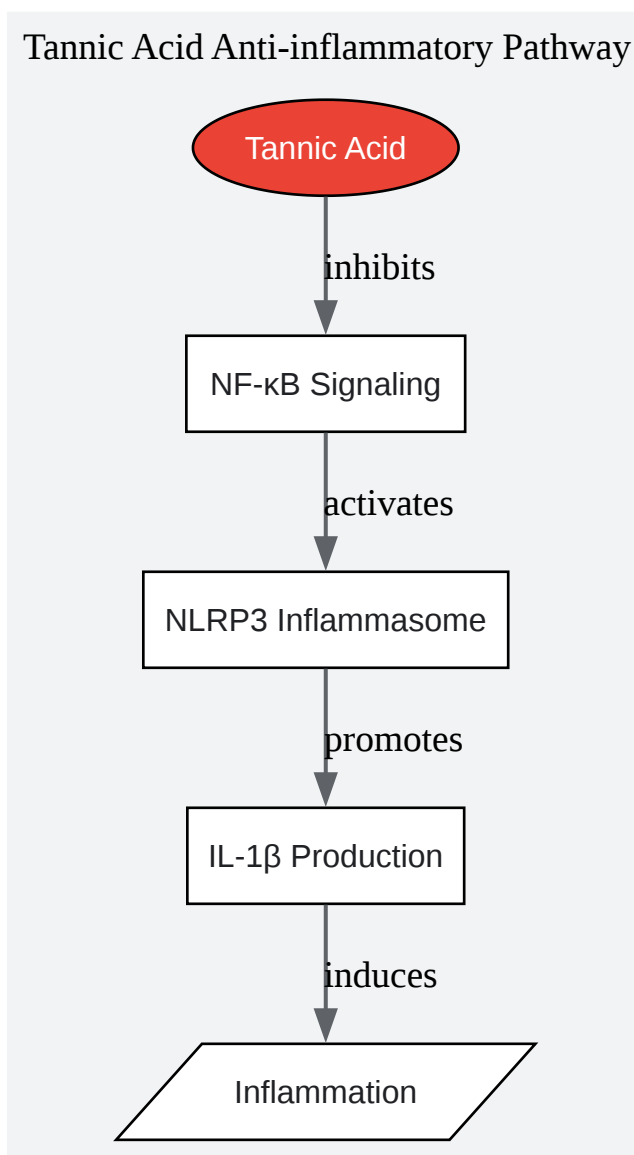 Tannic Acid Anti-inflammatory Pathway
Tannic Acid
inhibits
NF-κB Signaling
activates
NLRP3 Inflammasome
promotes
IL-1β Production
induces
Inflammation